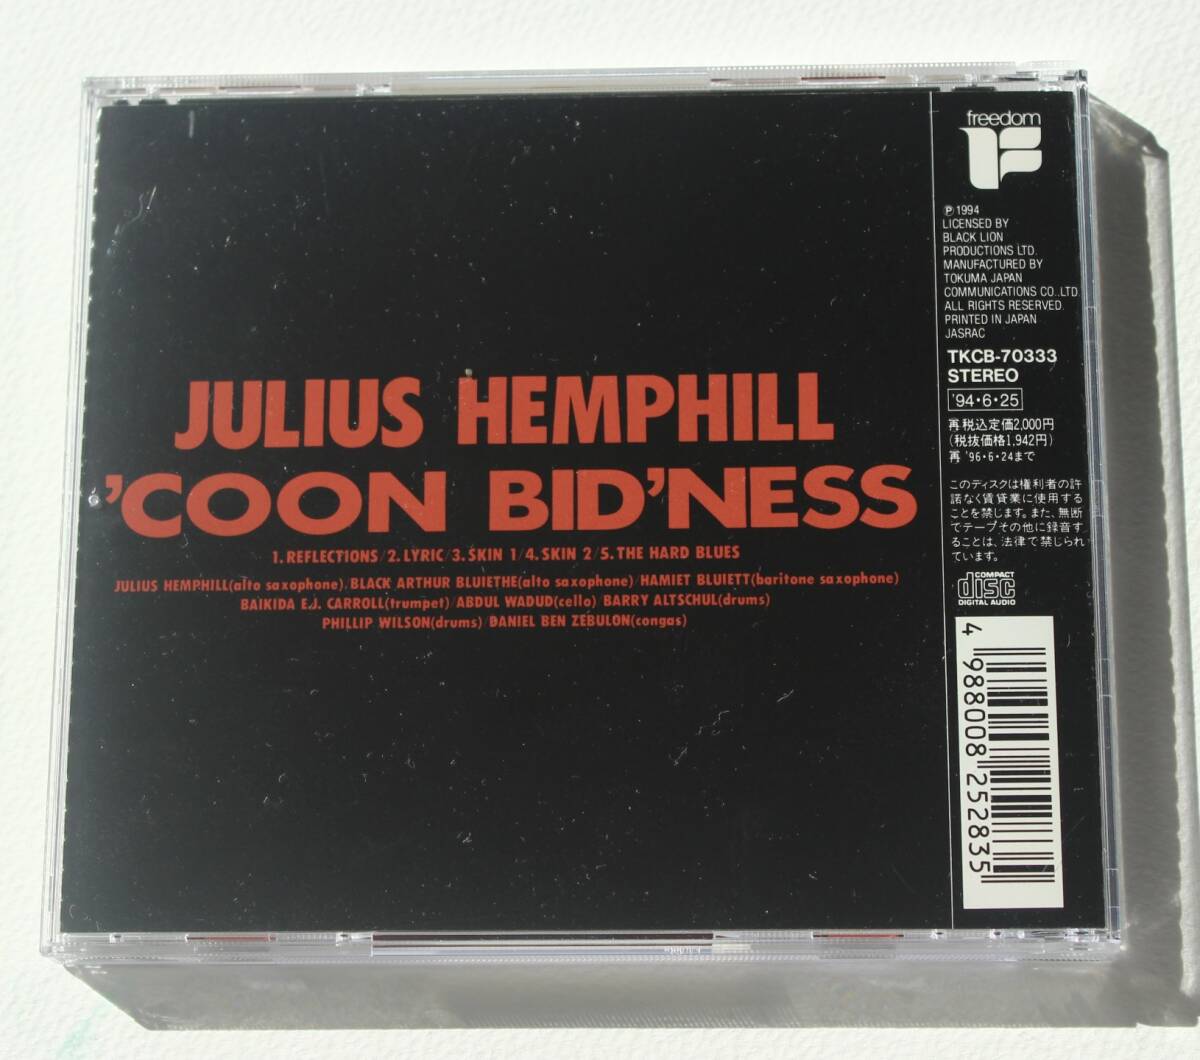 JULIUS HEMPHILL
'COON BID'NESS
1. REFLECTIONS/2. LYRIC/3. SKIN 1/4. SKIN 2/5. THE HARD BLUES
JULIUS HEMPHILL(alto saxophone)/BLACK ARTHUR BLUIETHE(alto saxophone)/HAMIET BLUIETT(baritone saxophone)
BAIKIDA E.J. CARROLL(trumpet)/ABDUL WADUD(cello)/BARRY ALTSCHUL(drums)
PHILLIP WILSON(drums)/DANIEL BEN ZEBULON(congas)
freedom
Ⓟ1994
LICENSED BY
BLACK LION
PRODUCTIONS LTD.
MANUFACTURED BY
TOKUMA JAPAN
COMMUNICATIONS CO.,LTD.
ALL RIGHTS RESERVED.
PRINTED IN JAPAN
JASRAC
TKCB-70333
STEREO
'94・6・25
再税込定価2,000円
(税抜価格1,942円)
再 '96・6・24まで
このディスクは権利者の許
諾なく賃貸業に使用する
ことを禁じます。また、無断
でテープその他に録音す
ることは、法律で禁じられ
ています。
COMPACT
disc
DIGITAL AUDIO
4 988008 252835